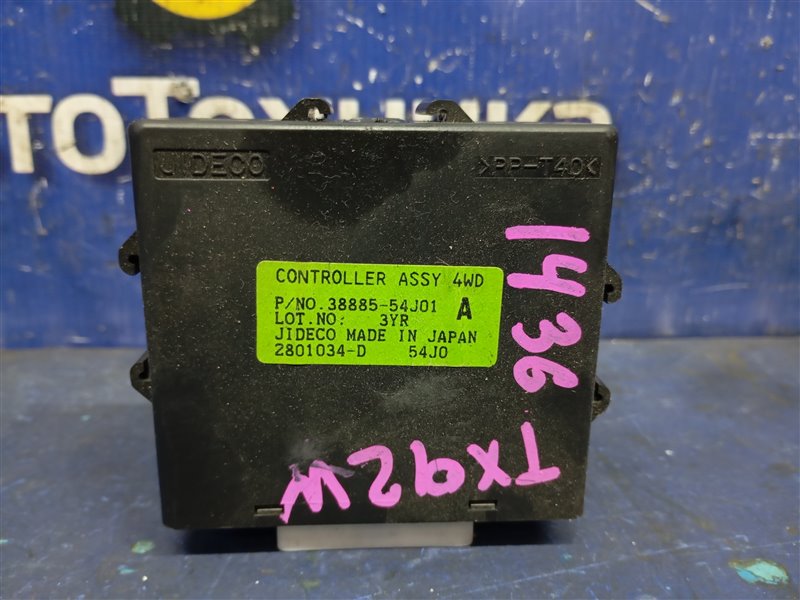 АвтоТехника
JIDECO
>PP-T40<
CONTROLLER ASSY 4WD
P/NO.38885-54J01 A
LOT.NO: 3YR
JIDECO MADE IN JAPAN
2801034-D 54J0
1436
TX92W